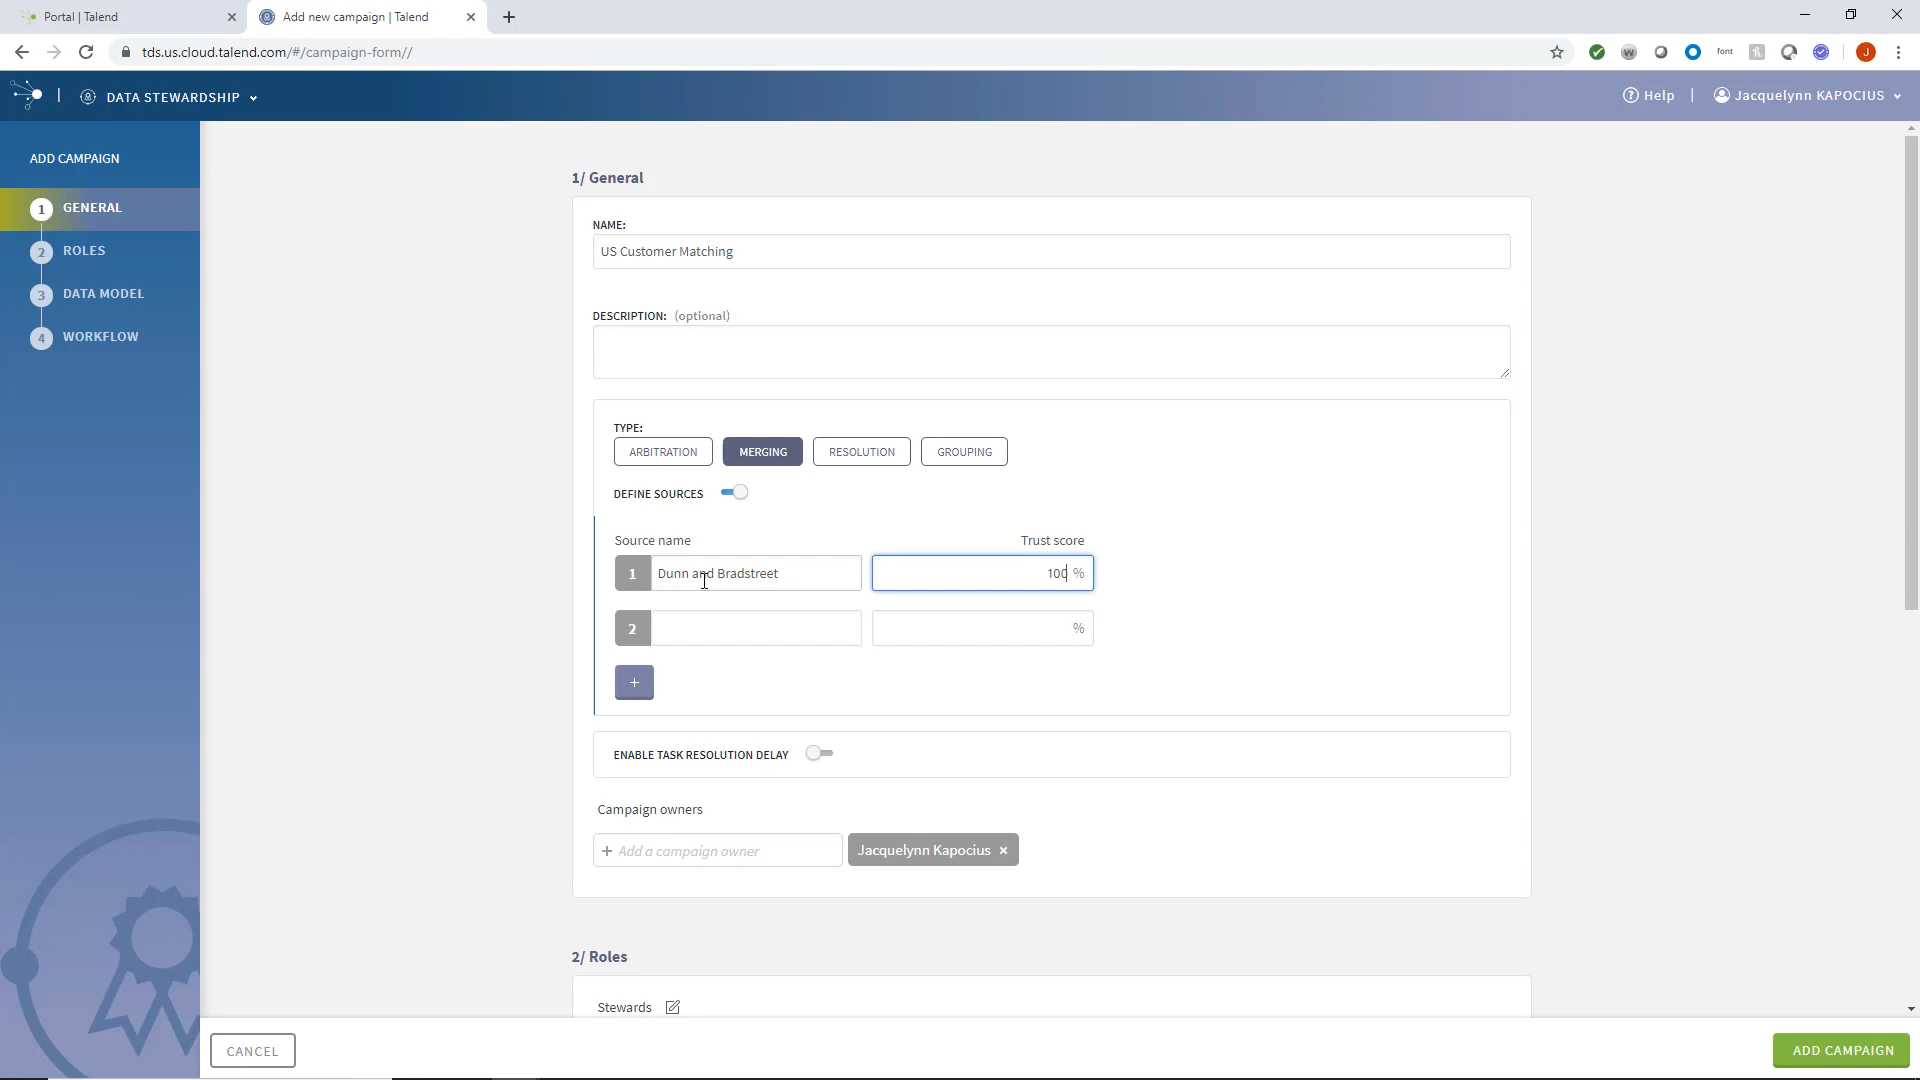 Portal | Talend
Add new campaign | Talend
tds.us.cloud.talend.com/#/campaign-form//
font
J
DATA STEWARDSHIP
Help
Jacquelynn KAPOCIUS
ADD CAMPAIGN
1 GENERAL
2 ROLES
3 DATA MODEL
4 WORKFLOW
1/ General
NAME:
US Customer Matching
DESCRIPTION: (optional)
TYPE:
ARBITRATION MERGING RESOLUTION GROUPING
DEFINE SOURCES
Source name Trust score
1 Dunn and Bradstreet 100 %
2 %
+
ENABLE TASK RESOLUTION DELAY
Campaign owners
+ Add a campaign owner Jacquelynn Kapocius ×
2/ Roles
Stewards
CANCEL ADD CAMPAIGN